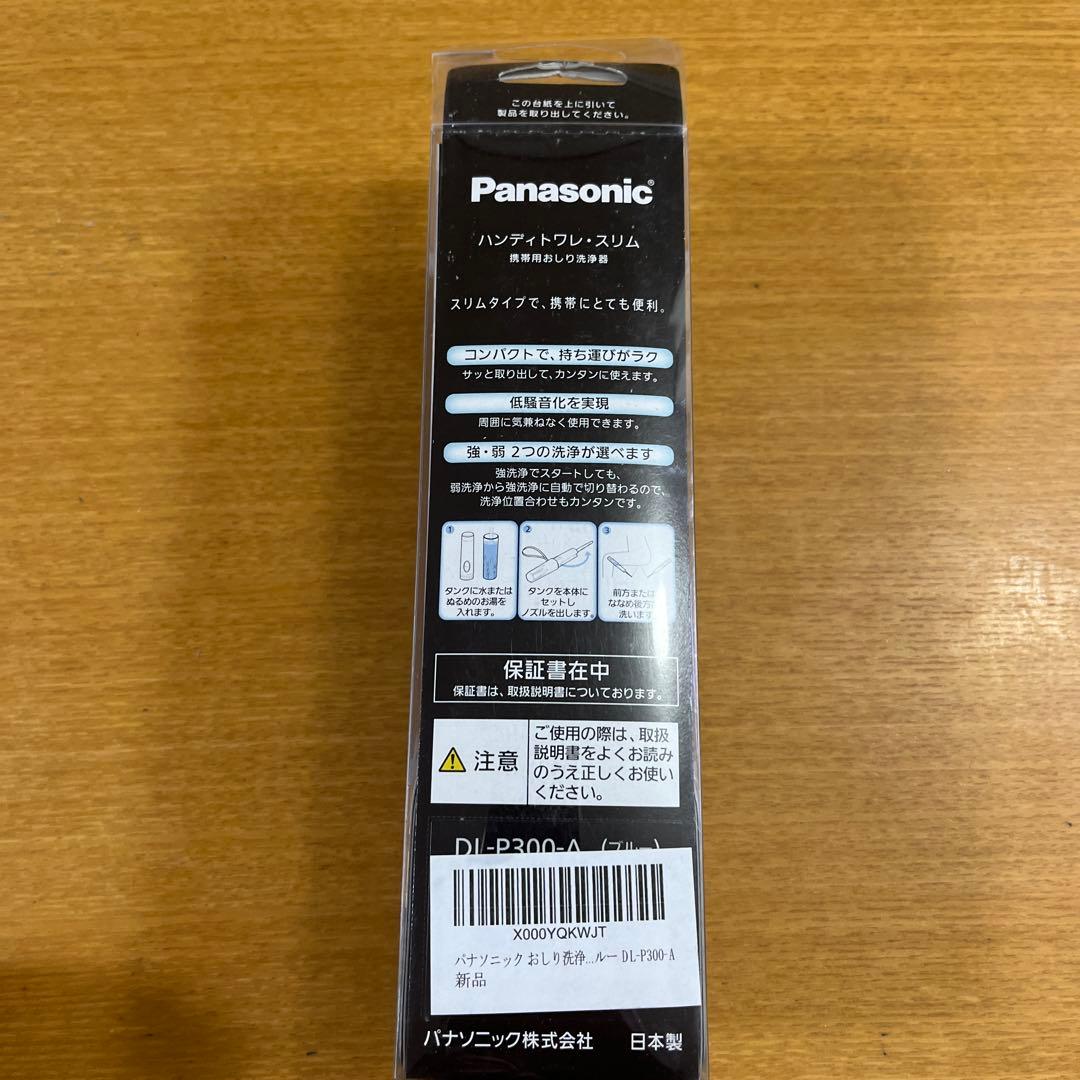 この台紙を上に引いて
製品を取り出してください。
Panasonic®
ハンディトワレ・スリム
携帯用おしり洗浄器
スリムタイプで、携帯にとても便利。
コンパクトで、持ち運びがラク
サッと取り出して、カンタンに使えます。
低騒音化を実現
周囲に気兼ねなく使用できます。
強・弱 2つの洗浄が選べます
強洗浄でスタートしても、
弱洗浄から強洗浄に自動で切り替わるので、
洗浄位置合わせもカンタンです。
1
タンクに水または
ぬるめのお湯を
入れます。
2
タンクを本体に
セットし
ノズルを出します。
3
前方または
ななめ後方で
洗います
保証書在中
保証書は、取扱説明書についております。
注意
ご使用の際は、取扱
説明書をよくお読み
のうえ正しくお使い
ください。
DL-P300-A (ブルー)
X000YQKWJT
パナソニック おしり洗浄...ルー DL-P300-A
新品
パナソニック株式会社 日本製